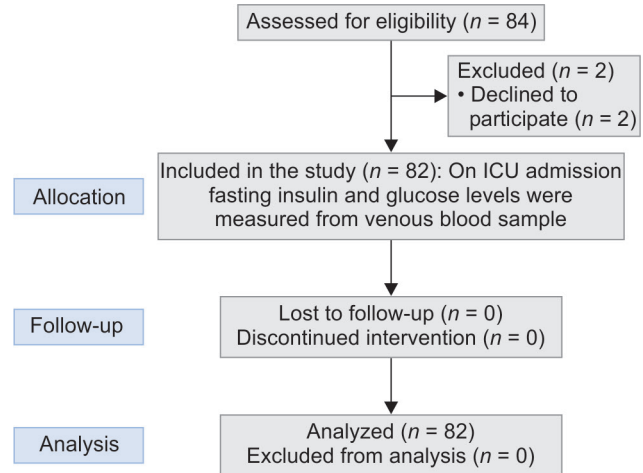 Assessed for eligibility (n = 84)
Excluded (n = 2)
• Declined to
participate (n = 2)
Allocation
Included in the study (n = 82): On ICU admission
fasting insulin and glucose levels were
measured from venous blood sample
Follow-up
Lost to follow-up (n = 0)
Discontinued intervention (n = 0)
Analysis
Analyzed (n = 82)
Excluded from analysis (n = 0)